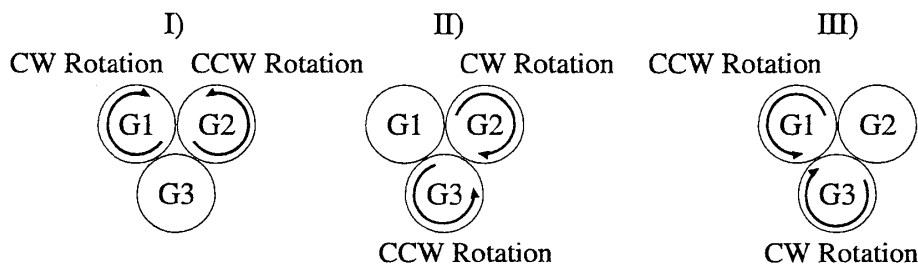 I)
CW Rotation CCW Rotation
G1 G2
G3
II)
CW Rotation
G1 G2
G3
CCW Rotation
III)
CCW Rotation
G1 G2
G3
CW Rotation